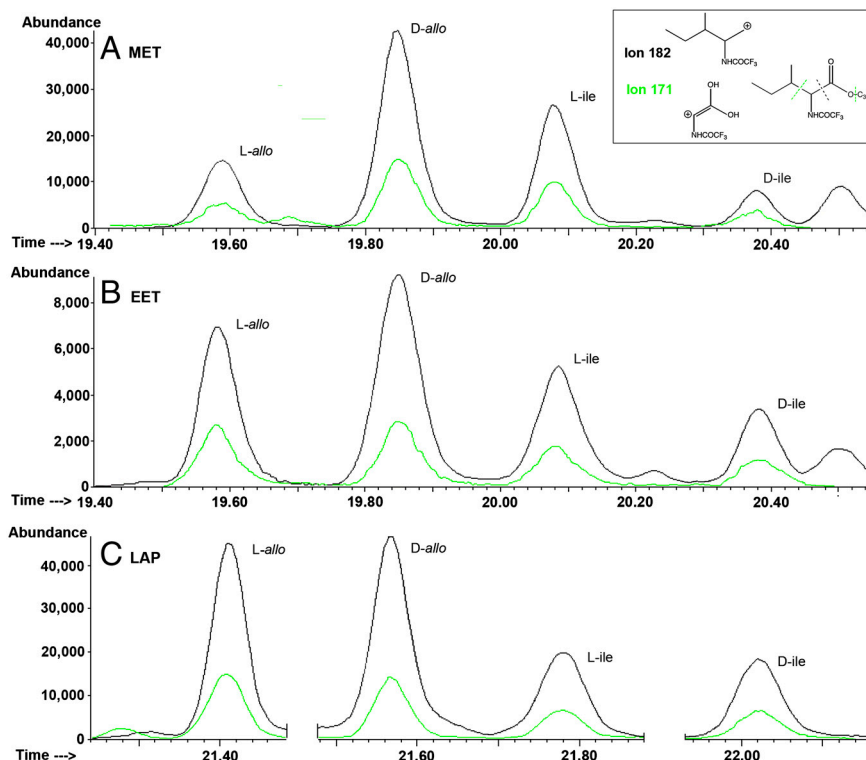 Abundance
A MET
40,000
30,000
20,000
10,000
0
L-allo
D-allo
L-ile
D-ile
Time --->
19.40
19.60
19.80
20.00
20.20
20.40
Ion 182
⊕
NHCOCF3
Ion 171
OH
OH
⊕
NHCOCF3
O
O C3
NHCOCF3
Abundance
B EET
8,000
6,000
4,000
2,000
0
L-allo
D-allo
L-ile
D-ile
Time --->
19.40
19.60
19.80
20.00
20.20
20.40
Abundance
C LAP
40,000
30,000
20,000
10,000
0
L-allo
D-allo
L-ile
D-ile
Time --->
21.40
21.60
21.80
22.00